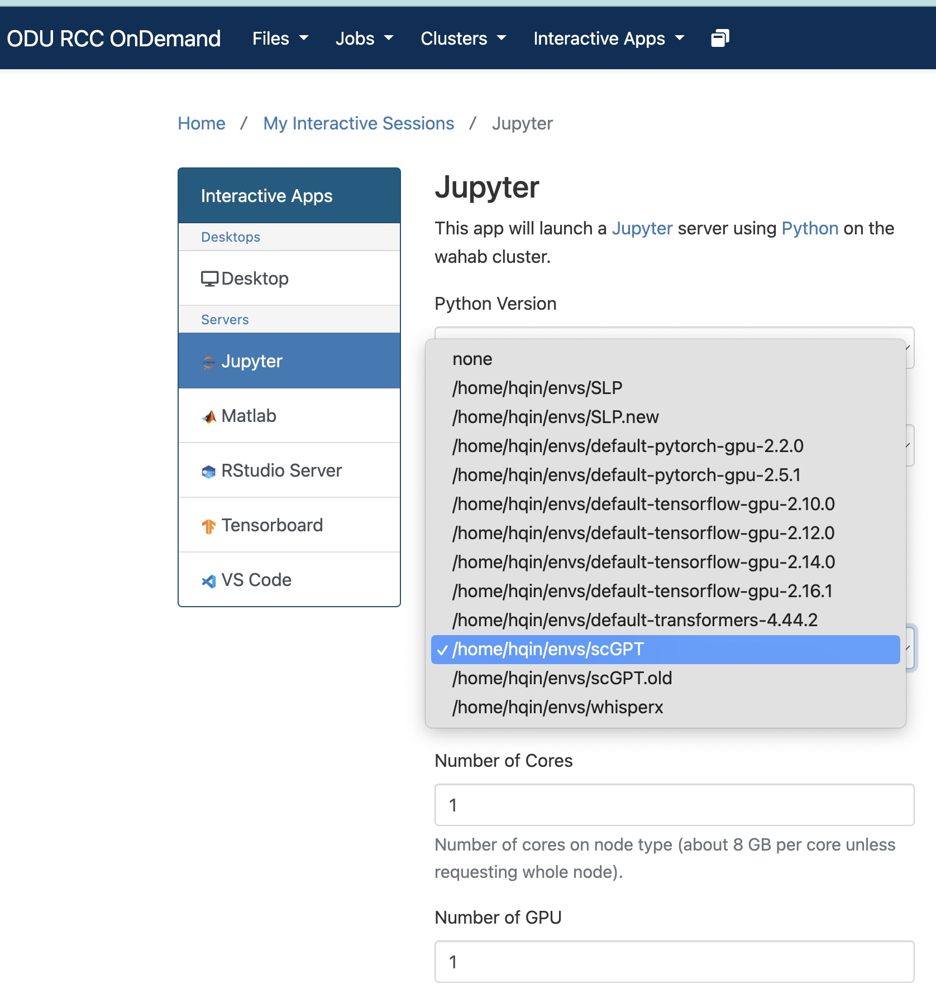 ODU RCC OnDemand Files Jobs Clusters Interactive Apps
Home / My Interactive Sessions / Jupyter
Interactive Apps
Desktops
Desktop
Servers
Jupyter
Matlab
RStudio Server
Tensorboard
VS Code
Jupyter
This app will launch a Jupyter server using Python on the
wahab cluster.
Python Version
none
/home/hqin/envs/SLP
/home/hqin/envs/SLP.new
/home/hqin/envs/default-pytorch-gpu-2.2.0
/home/hqin/envs/default-pytorch-gpu-2.5.1
/home/hqin/envs/default-tensorflow-gpu-2.10.0
/home/hqin/envs/default-tensorflow-gpu-2.12.0
/home/hqin/envs/default-tensorflow-gpu-2.14.0
/home/hqin/envs/default-tensorflow-gpu-2.16.1
/home/hqin/envs/default-transformers-4.44.2
✓ /home/hqin/envs/scGPT
/home/hqin/envs/scGPT.old
/home/hqin/envs/whisperx
Number of Cores
1
Number of cores on node type (about 8 GB per core unless
requesting whole node).
Number of GPU
1